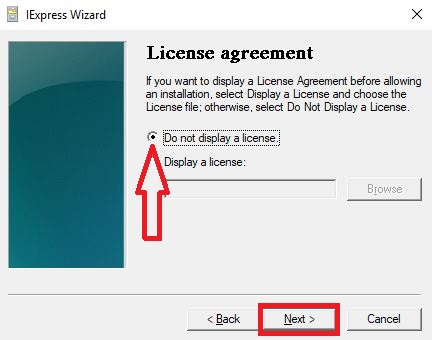 IExpress Wizard
License agreement
If you want to display a License Agreement before allowing
an installation, select Display a License and choose the
License file; otherwise, select Do Not Display a License.
Do not display a license.
Display a license:
Browse
< Back
Next >
Cancel